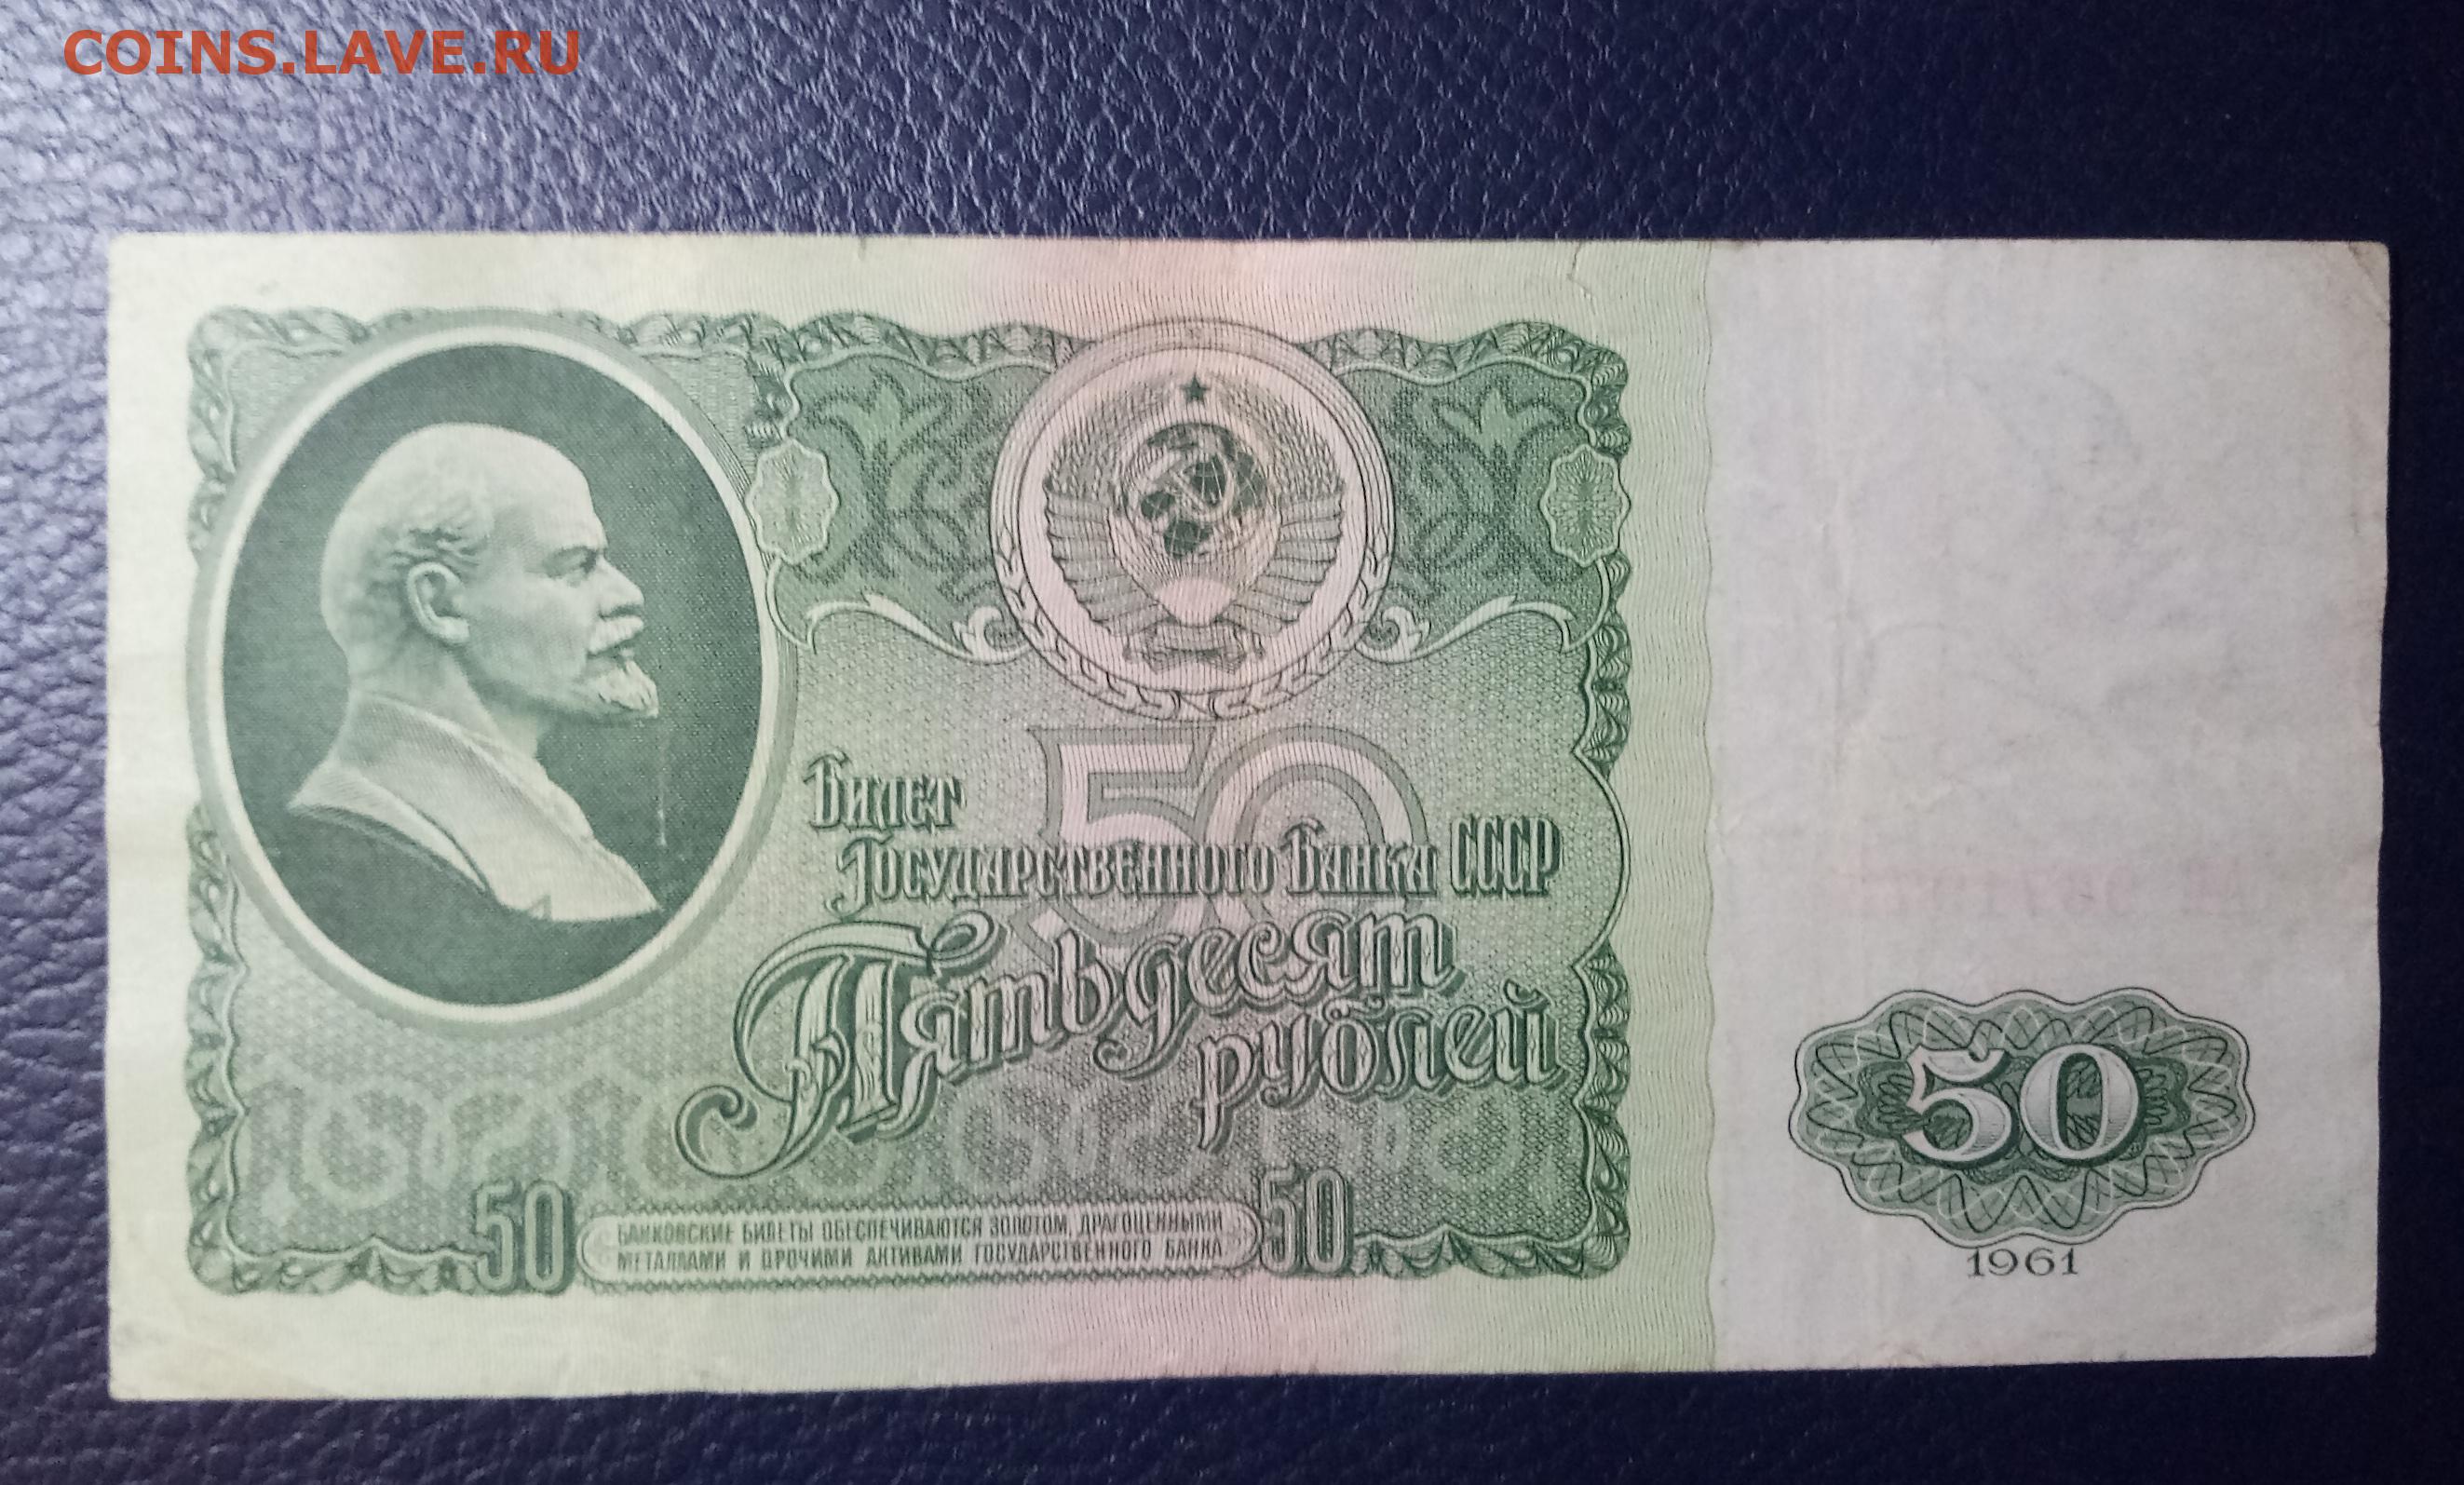 COINS.LAVE.RU
50
Билет
Государственного Банка СССР
Пятьдесят
рублей
50
БАНКОВСКИЕ БИЛЕТЫ ОБЕСПЕЧИВАЮТСЯ ЗОЛОТОМ, ДРАГОЦЕННЫМИ
МЕТАЛЛАМИ И ПРОЧИМИ АКТИВАМИ ГОСУДАРСТВЕННОГО БАНКА
50
50
1961